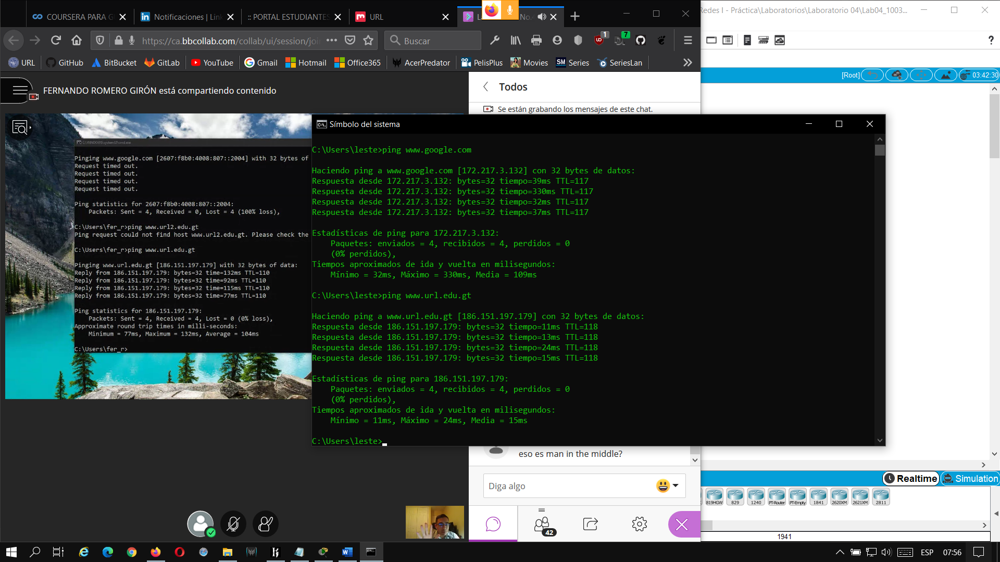 COURSERA PARA G
Notificaciones | Link
:: PORTAL ESTUDIANTES
URL
No.
Redes I - Práctica\Laboratorios\Laboratorio 04\Lab04_1003...
https://ca.bbcollab.com/collab/ui/session/join
Buscar
1
7
URL
GitHub
BitBucket
GitLab
YouTube
Gmail
Hotmail
Office365
AcerPredator
PelisPlus
Movies
Series
SeriesLan
[Root]
03:42:30
FERNANDO ROMERO GIRÓN está compartiendo contenido
Todos
Se están grabando los mensajes de este chat.
C:\WINDOWS\system32\cmd.exe
Pinging www.google.com [2607:f8b0:4008:807::2004] with 32 bytes of
Request timed out.
Request timed out.
Request timed out.
Request timed out.
Ping statistics for 2607:f8b0:4008:807::2004:
Packets: Sent = 4, Received = 0, Lost = 4 (100% loss),
C:\Users\fer_r>ping www.url2.edu.gt
Ping request could not find host www.url2.edu.gt. Please check the
C:\Users\fer_r>ping www.url.edu.gt
Pinging www.url.edu.gt [186.151.197.179] with 32 bytes of data:
Reply from 186.151.197.179: bytes=32 time=132ms TTL=110
Reply from 186.151.197.179: bytes=32 time=92ms TTL=110
Reply from 186.151.197.179: bytes=32 time=115ms TTL=110
Reply from 186.151.197.179: bytes=32 time=77ms TTL=110
Ping statistics for 186.151.197.179:
Packets: Sent = 4, Received = 4, Lost = 0 (0% loss),
Approximate round trip times in milli-seconds:
Minimum = 77ms, Maximum = 132ms, Average = 104ms
C:\Users\fer_r>
Símbolo del sistema
C:\Users\leste>ping www.google.com
Haciendo ping a www.google.com [172.217.3.132] con 32 bytes de datos:
Respuesta desde 172.217.3.132: bytes=32 tiempo=39ms TTL=117
Respuesta desde 172.217.3.132: bytes=32 tiempo=330ms TTL=117
Respuesta desde 172.217.3.132: bytes=32 tiempo=32ms TTL=117
Respuesta desde 172.217.3.132: bytes=32 tiempo=37ms TTL=117
Estadísticas de ping para 172.217.3.132:
Paquetes: enviados = 4, recibidos = 4, perdidos = 0
(0% perdidos),
Tiempos aproximados de ida y vuelta en milisegundos:
Mínimo = 32ms, Máximo = 330ms, Media = 109ms
C:\Users\leste>ping www.url.edu.gt
Haciendo ping a www.url.edu.gt [186.151.197.179] con 32 bytes de datos:
Respuesta desde 186.151.197.179: bytes=32 tiempo=11ms TTL=118
Respuesta desde 186.151.197.179: bytes=32 tiempo=13ms TTL=118
Respuesta desde 186.151.197.179: bytes=32 tiempo=24ms TTL=118
Respuesta desde 186.151.197.179: bytes=32 tiempo=15ms TTL=118
Estadísticas de ping para 186.151.197.179:
Paquetes: enviados = 4, recibidos = 4, perdidos = 0
(0% perdidos),
Tiempos aproximados de ida y vuelta en milisegundos:
Mínimo = 11ms, Máximo = 24ms, Media = 15ms
C:\Users\leste>
eso es man in the middle?
Diga algo
42
Realtime
Simulation
819HGW
829
1240
PT-Router
PT-Empty
1841
2620XM
2621XM
2811
1941
ESP
07:56